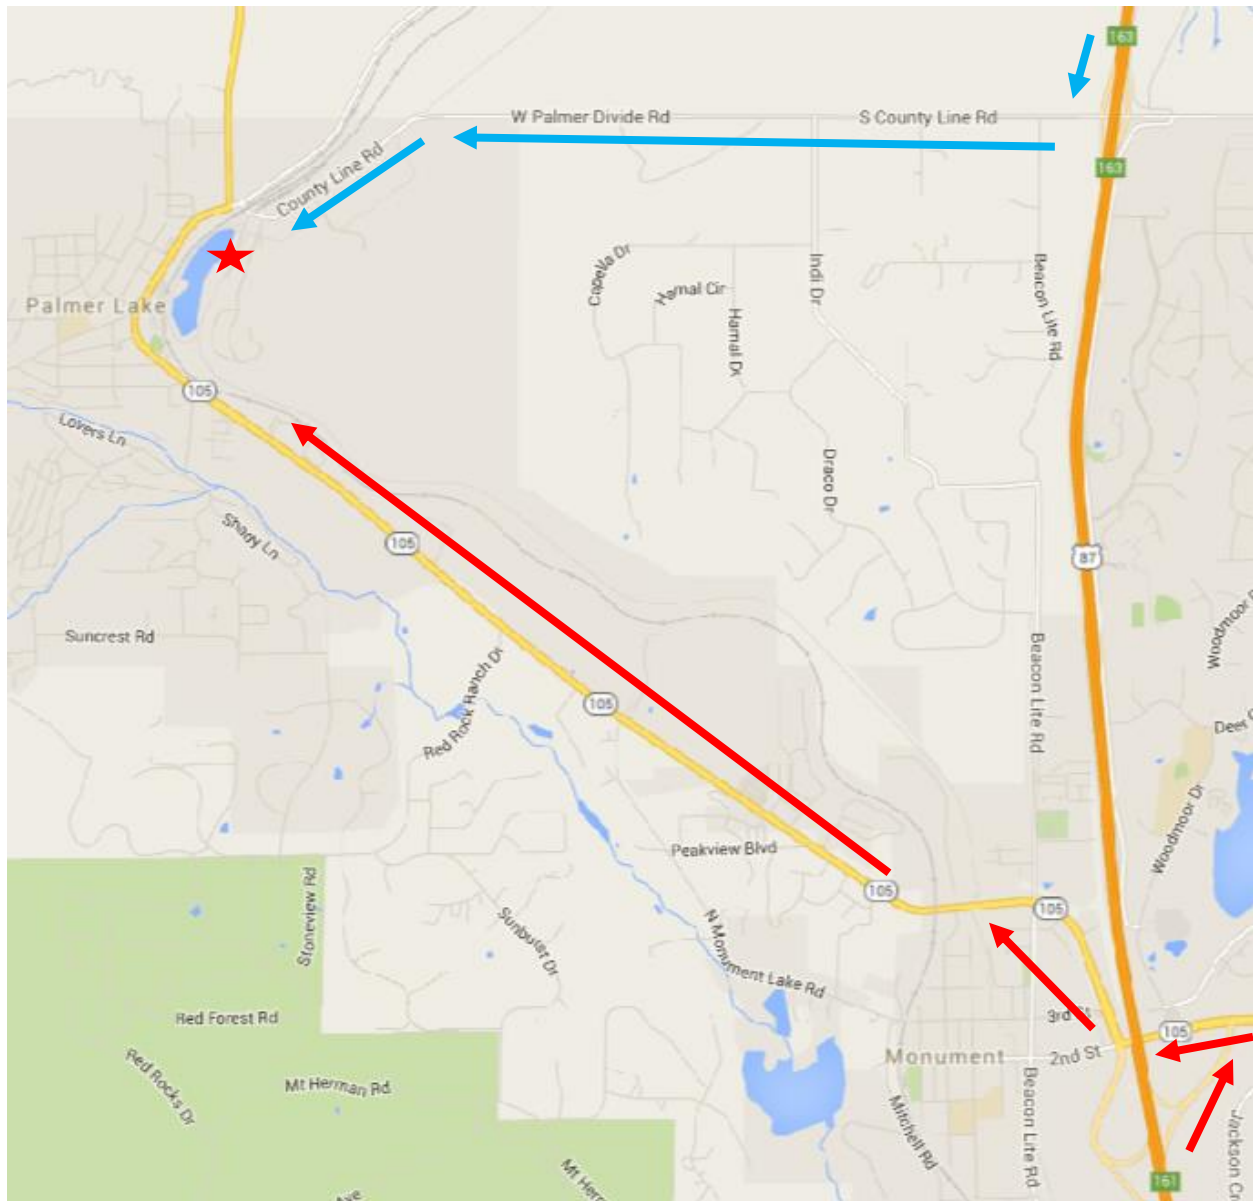 163
W Palmer Divide Rd
S County Line Rd
163
County Line Rd
Palmer Lake
Capella Dr
Hamal Cir
Hamal Dr
Indi Dr
Beacon Lite Rd
105
Lovers Ln
Draco Dr
Shady Ln
105
87
Suncrest Rd
Red Rock Ranch Dr
105
Beacon Lite Rd
Woodmoor
Deer
Woodmoor Dr
Peakview Blvd
105
105
Stoneview Rd
Sunburst Dr
N Monument Lake Rd
Red Forest Rd
3rd St
105
Monument
2nd St
Red Rocks Dr
Mt Herman Rd
Mitchell Rd
Beacon Lite Rd
Jackson Cr
161
Mt Her
Ave